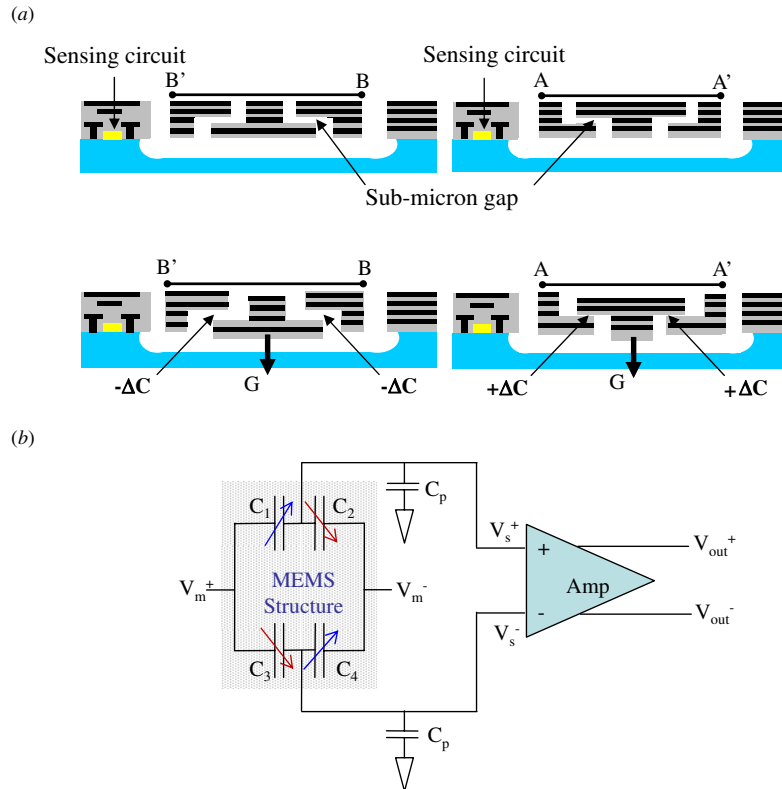 (a)
Sensing circuit
B’ B
Sensing circuit
A A’
Sub-micron gap
B’ B
A A’
-ΔC G -ΔC
+ΔC G +ΔC
(b)
C1 C2
Cp
Vs+
Vm+
MEMS
Structure
Vm-
+
Amp
-
Vout+
Vout-
Vs-
C3 C4
Cp